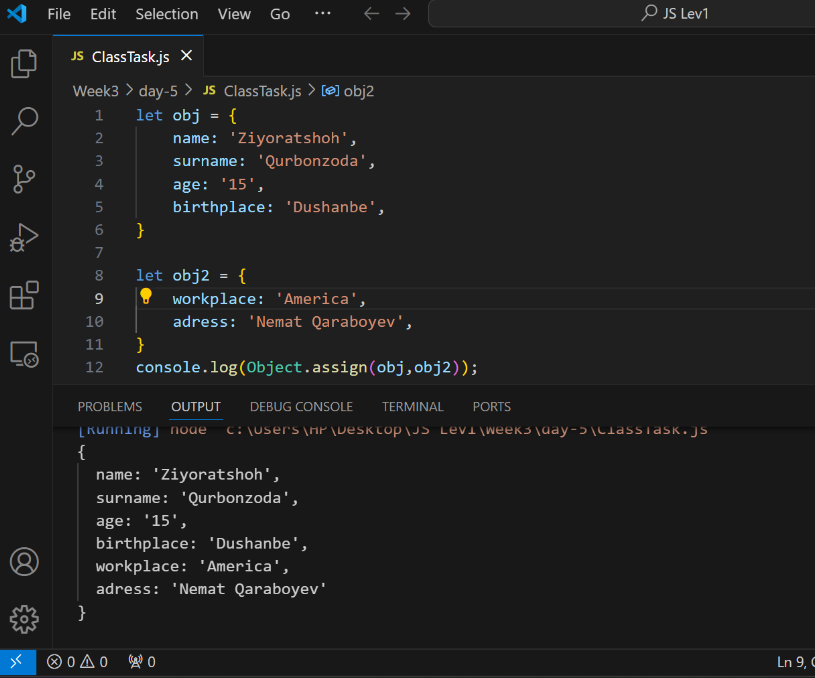 File Edit Selection View Go ··· JS Lev1
JS ClassTask.js
Week3 > day-5 > JS ClassTask.js > obj2
1 let obj = {
2 name: 'Ziyoratshoh',
3 surname: 'Qurbonzoda',
4 age: '15',
5 birthplace: 'Dushanbe',
6 }
7
8 let obj2 = {
9 workplace: 'America',
10 adress: 'Nemat Qaraboyev',
11 }
12 console.log(Object.assign(obj,obj2));
PROBLEMS OUTPUT DEBUG CONSOLE TERMINAL PORTS
[Running] node "c:\Users\HP\Desktop\JS Lev1\Week3\day-5\ClassTask.js"
{
name: 'Ziyoratshoh',
surname: 'Qurbonzoda',
age: '15',
birthplace: 'Dushanbe',
workplace: 'America',
adress: 'Nemat Qaraboyev'
}
0 0 0 Ln 9,